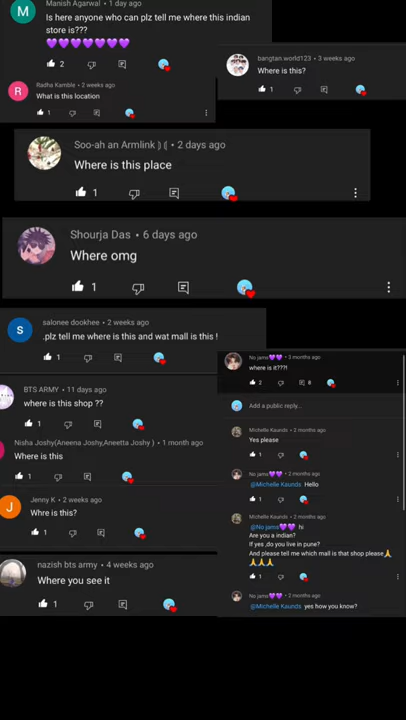 M
Manish Agarwal • 1 day ago
Is here anyone who can plz tell me where this indian
store is???
💜💜💜💜💜💜💜
2
bangtan world123 • 3 weeks ago
Where is this?
1
R
Radha Kamble • 2 weeks ago
What is this location
1
Soo-ah an Armlink ⟭⟬ • 2 days ago
Where is this place
1
Shourja Das • 6 days ago
Where omg
1
S
salonee dookhee • 2 weeks ago
.plz tell me where is this and wat mall is this !
1
BTS ARMY • 11 days ago
where is this shop ??
1
Nisha Joshy(Aneena Joshy,Aneetta Joshy ) • 1 month ago
Where is this
1
J
Jenny K • 2 weeks ago
Whre is this?
1
nazish bts army • 4 weeks ago
Where you see it
1
No jams💜💜 • 3 months ago
where is it???!
2 8
Add a public reply...
Michelle Kaunds • 2 months ago
Yes please
1
No jams💜💜 • 2 months ago
@Michelle Kaunds Hello
1
Michelle Kaunds • 2 months ago
@No jams💜💜 hi
Are you a indian?
If yes ,do you live in pune?
And please tell me which mall is that shop please🙏
🙏🙏🙏
1
No jams💜💜 • 2 months ago
@Michelle Kaunds yes how you know?